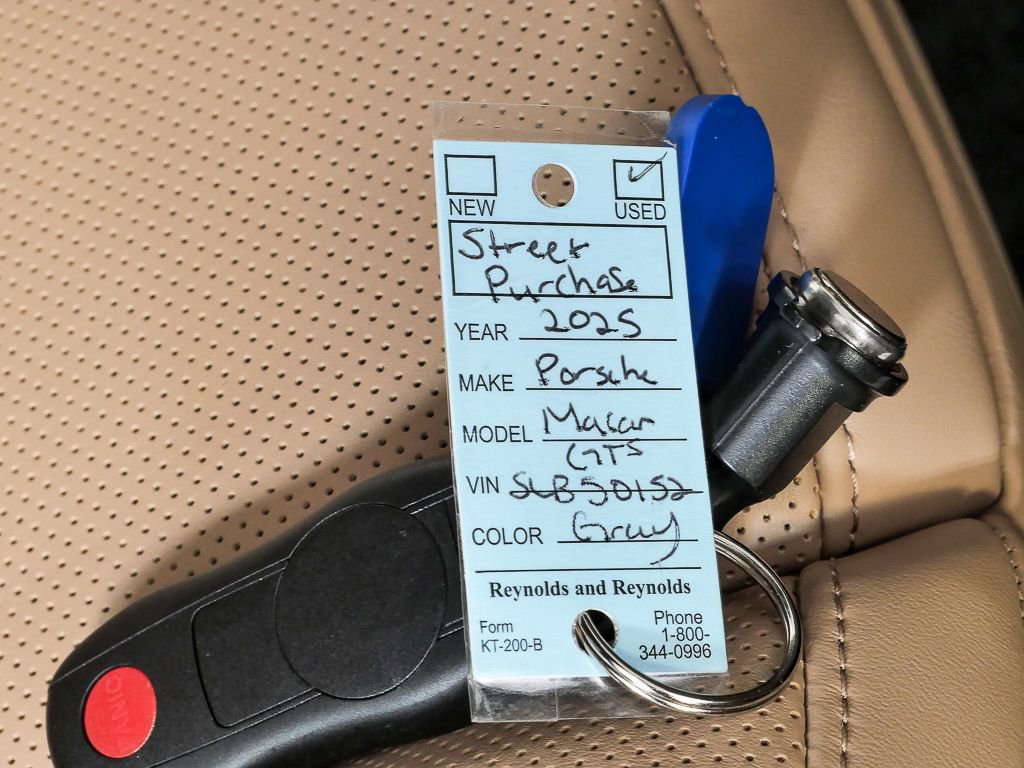 NEW USED
Street
Purchase
YEAR 2025
MAKE Porsche
MODEL Macan
GTS
VIN SLB50152
COLOR Gray
Reynolds and Reynolds
Form
KT-200-B
Phone
1-800-
344-0996
PANIC